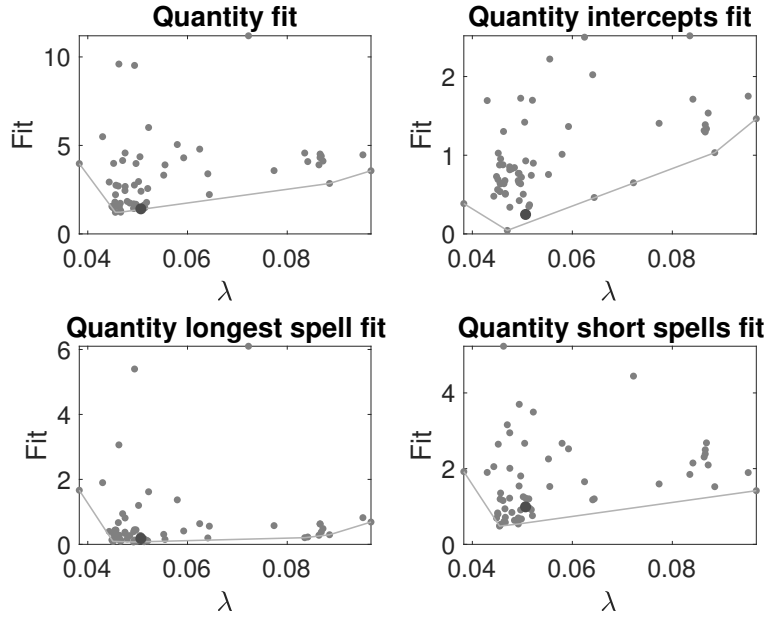 Quantity fit
10
5
0
Fit
0.04 0.06 0.08
λ
Quantity intercepts fit
2
1
0
Fit
0.04 0.06 0.08
λ
Quantity longest spell fit
6
4
2
0
Fit
0.04 0.06 0.08
λ
Quantity short spells fit
4
2
0
Fit
0.04 0.06 0.08
λ